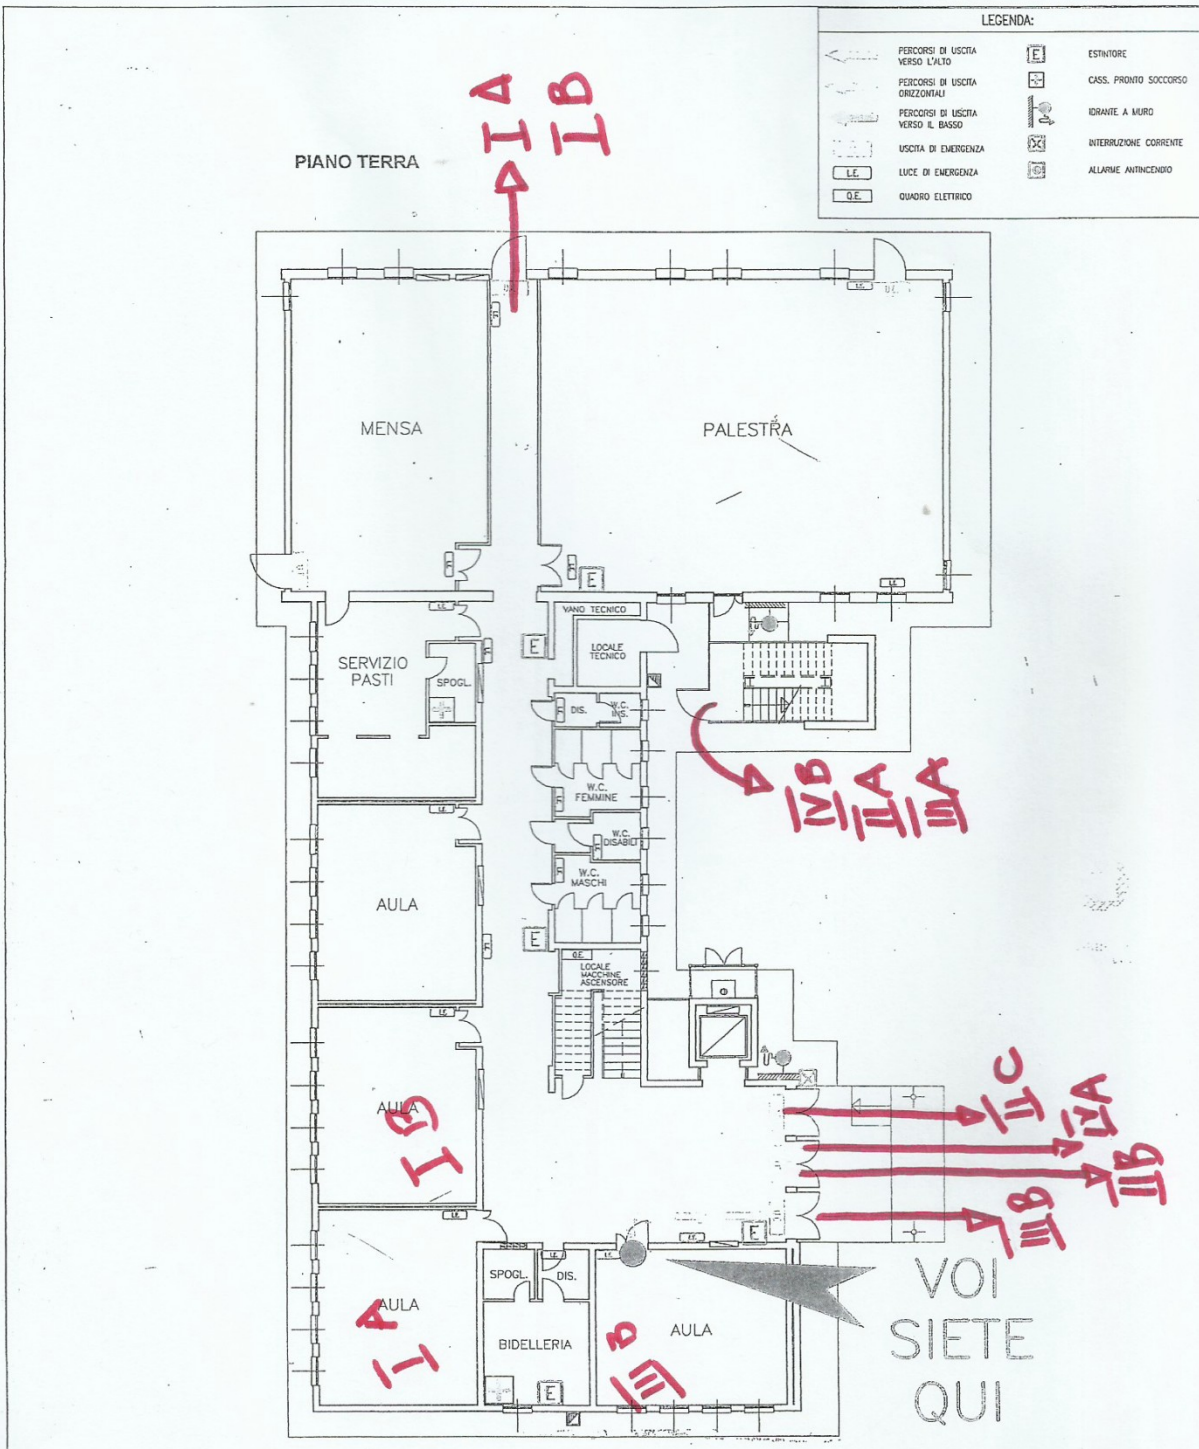 LEGENDA:
PERCORSI DI USCITA
VERSO L'ALTO
E
ESTINTORE
PERCORSI DI USCITA
ORIZZONTALI
CASS. PRONTO SOCCORSO
PERCORSI DI USCITA
VERSO IL BASSO
IDRANTE A MURO
USCITA DI EMERGENZA
INTERRUZIONE CORRENTE
L.E.
LUCE DI EMERGENZA
ALLARME ANTINCENDIO
Q.E.
QUADRO ELETTRICO
I A
I B
PIANO TERRA
U.E.
L.E.
U.E.
L.E.
MENSA
PALESTRA
U.E.
L.E.
L.E.
E
L.E.
L.E.
VANO TECNICO
LOCALE
TECNICO
E
L.E.
SERVIZIO
PASTI
SPOGL.
DIS.
W.C.
INS.
L.E.
W.C.
FEMMINE
L.E.
IV B
II A
III A
L.E.
W.C.
DISABILI
L.E.
W.C.
MASCHI
L.E.
AULA
E
L.E.
Q.E.
LOCALE
MACCHINE
ASCENSORE
L.E.
AULA
I B
II C
IV A
II B
III B
L.E.
E
L.E.
L.E.
L.E.
SPOGL.
DIS.
VOI
SIETE
QUI
AULA
I A
BIDELLERIA
AULA
III B
E